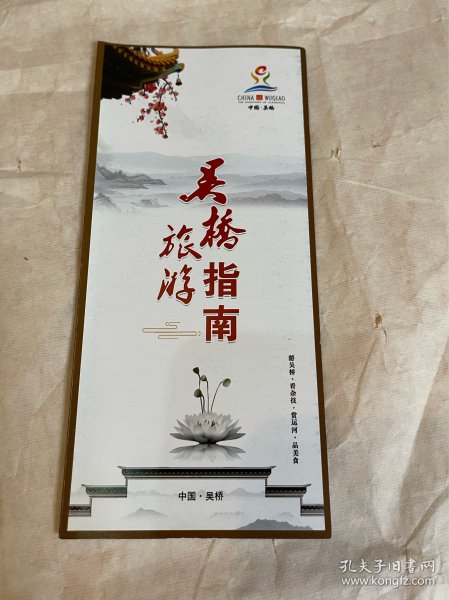 CHINA WUQIAO
中国·吴桥
吴橋指南
旅游
游吴桥·看杂技·赏运河·品美食
中国·吴桥
孔夫子旧书网
www.kongfz.com